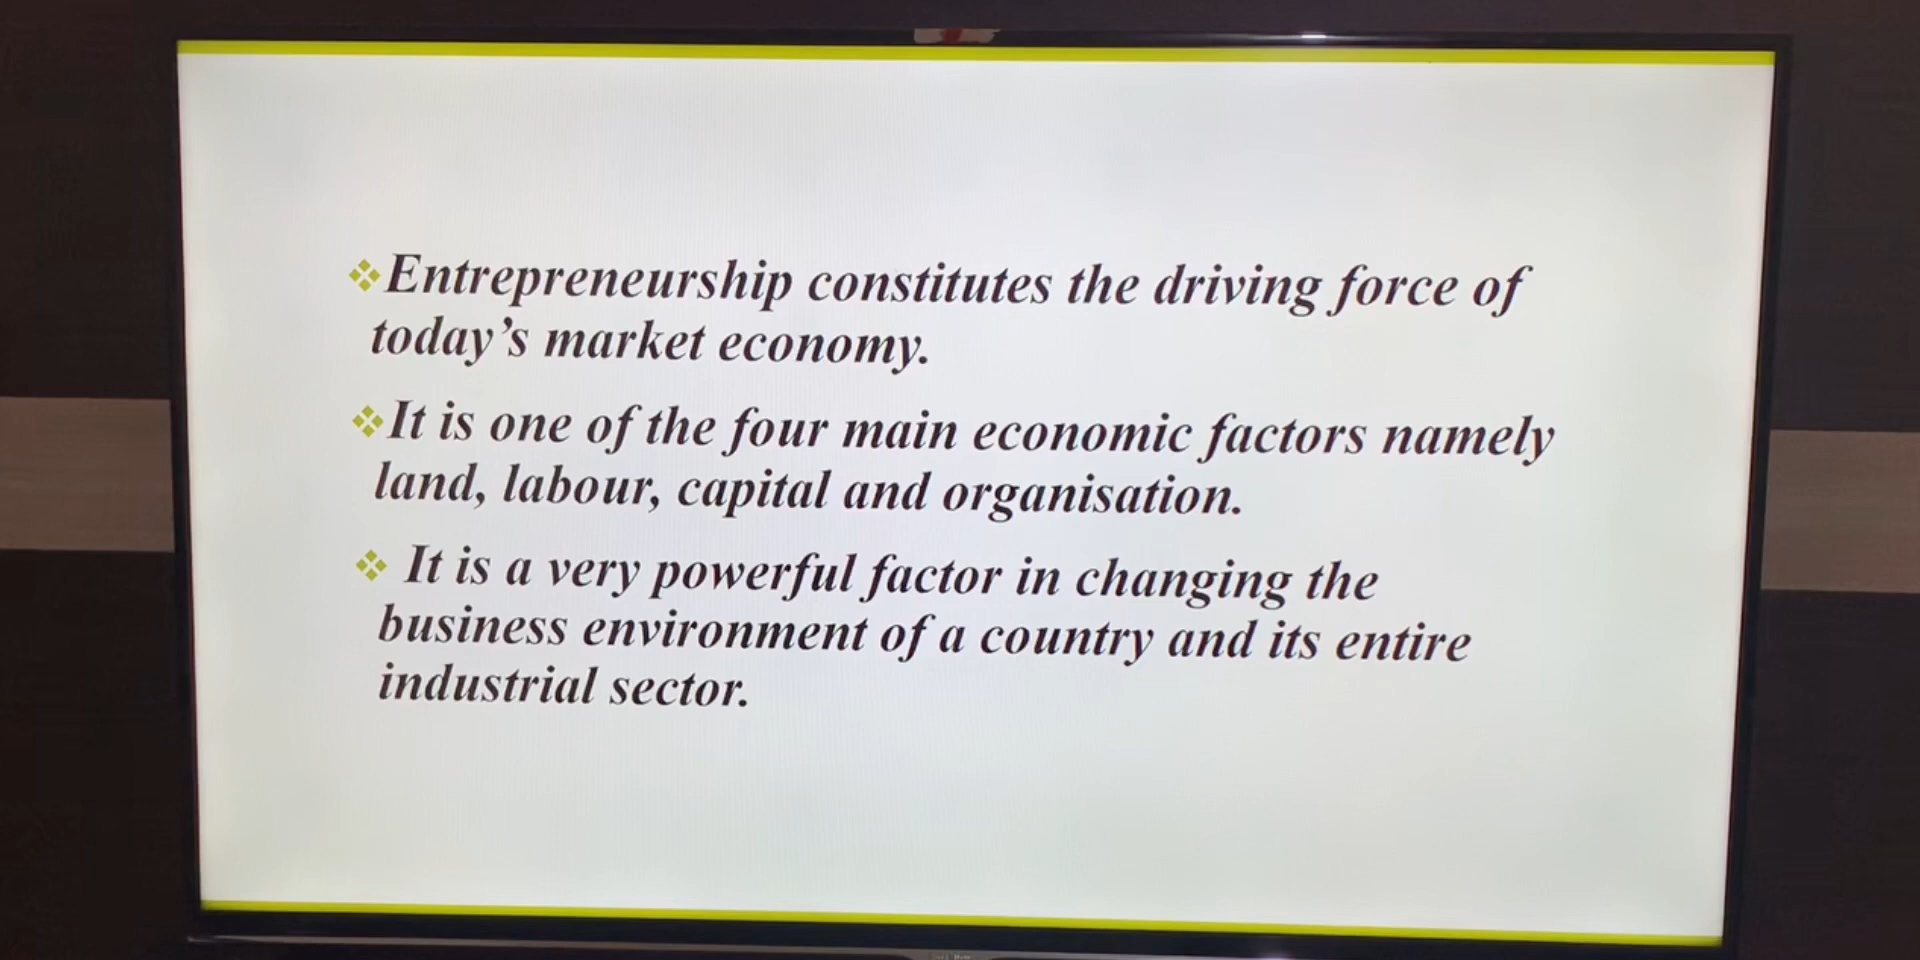 Entrepreneurship constitutes the driving force of
today's market economy.
It is one of the four main economic factors namely
land, labour, capital and organisation.
It is a very powerful factor in changing the
business environment of a country and its entire
industrial sector.